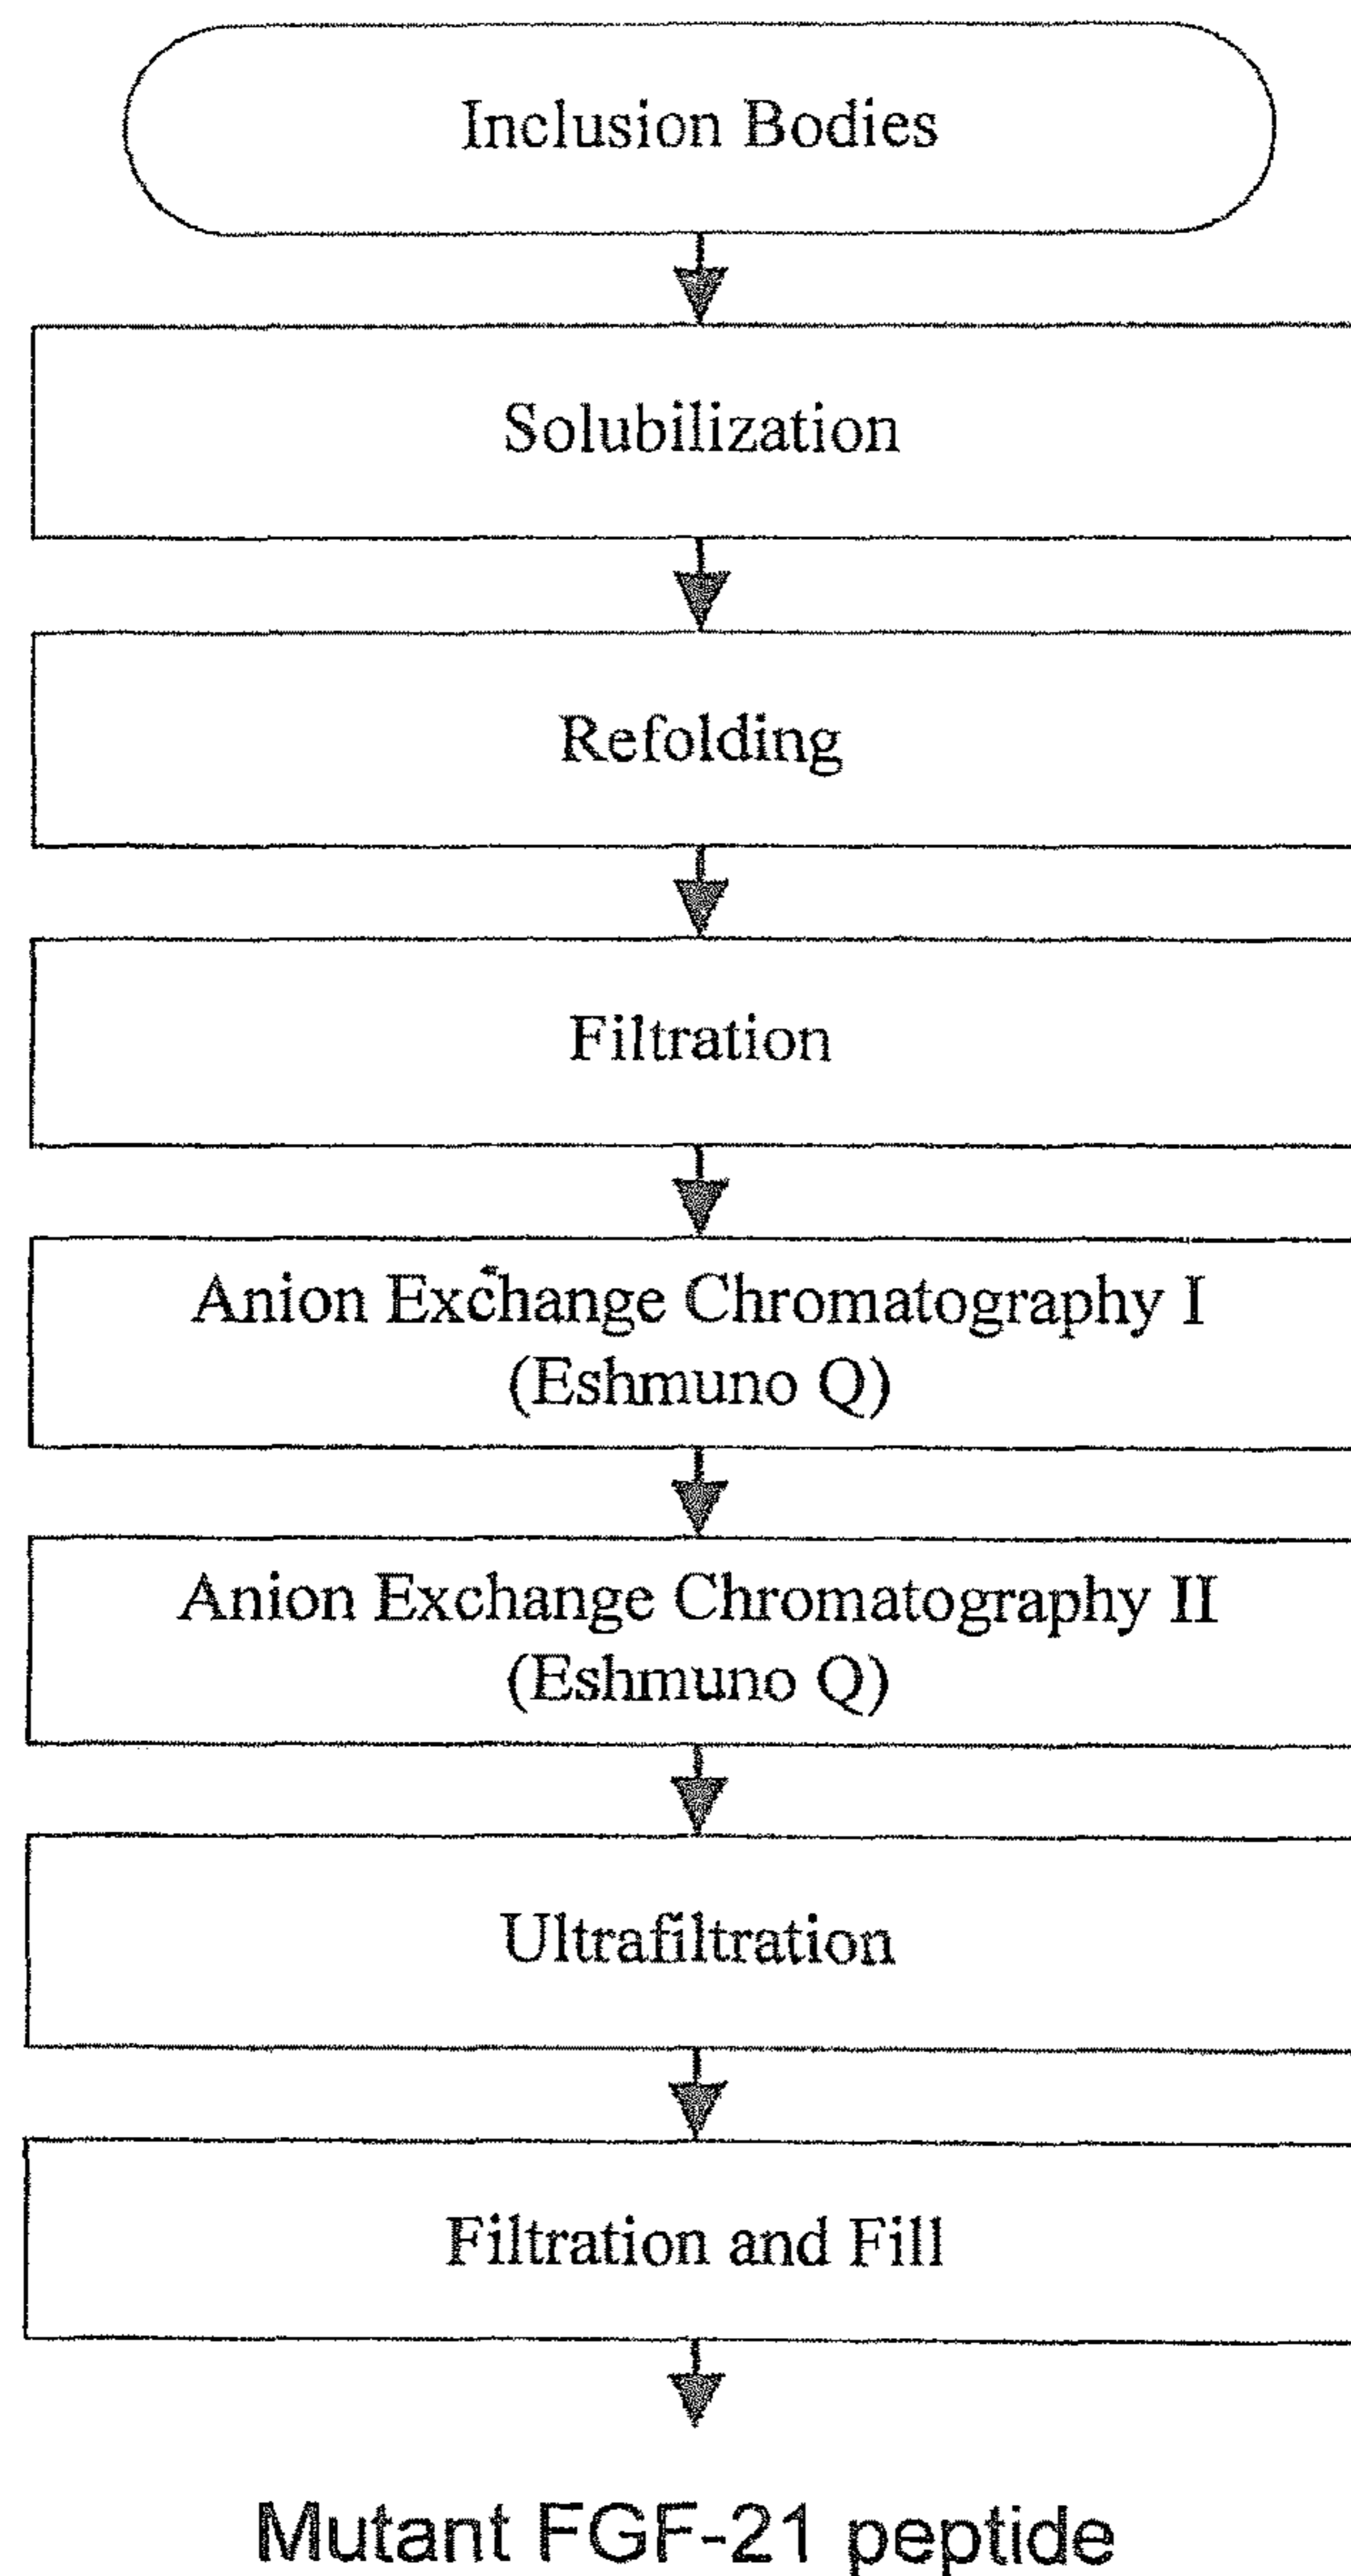 Inclusion Bodies
Solubilization
Refolding
Filtration
Anion Exchange Chromatography I
(Eshmuno Q)
Anion Exchange Chromatography II
(Eshmuno Q)
Ultrafiltration
Filtration and Fill
Mutant FGF-21 peptide